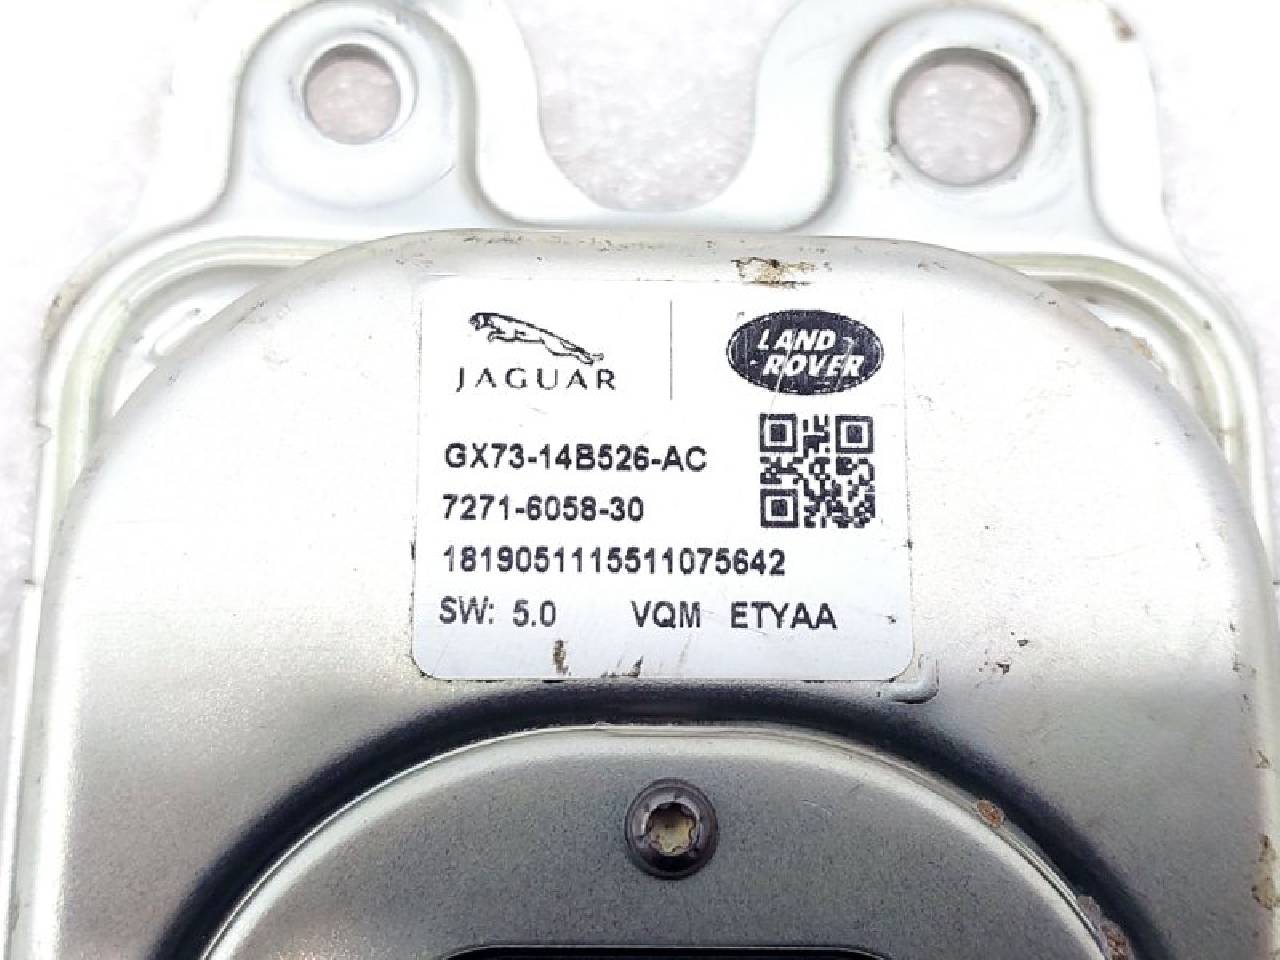 JAGUAR
LAND
ROVER
GX73-14B526-AC
7271-6058-30
1819051115511075642
SW: 5.0 VQM ETYAA